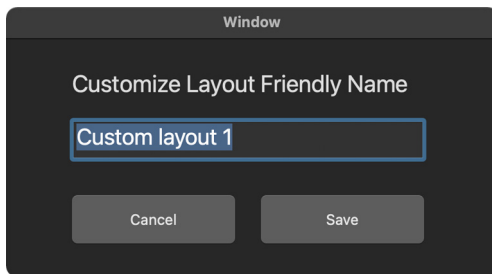 Window
Customize Layout Friendly Name
Custom layout 1
Cancel
Save